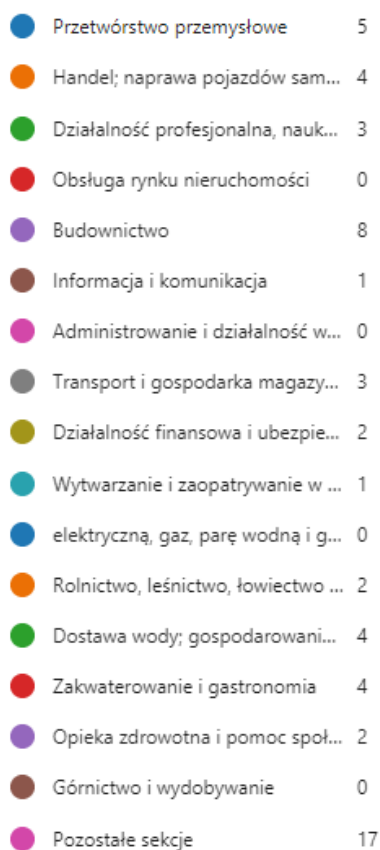 Przetwórstwo przemysłowe 5
Handel; naprawa pojazdów sam... 4
Działalność profesjonalna, nauk... 3
Obsługa rynku nieruchomości 0
Budownictwo 8
Informacja i komunikacja 1
Administrowanie i działalność w... 0
Transport i gospodarka magazy... 3
Działalność finansowa i ubezpie... 2
Wytwarzanie i zaopatrywanie w ... 1
elektryczną, gaz, parę wodną i g... 0
Rolnictwo, leśnictwo, łowiectwo ... 2
Dostawa wody; gospodarowani... 4
Zakwaterowanie i gastronomia 4
Opieka zdrowotna i pomoc społ... 2
Górnictwo i wydobywanie 0
Pozostałe sekcje 17